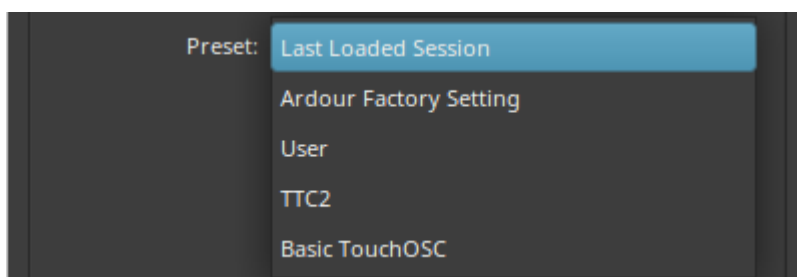 Preset: Last Loaded Session
Ardour Factory Setting
User
TTC2
Basic TouchOSC